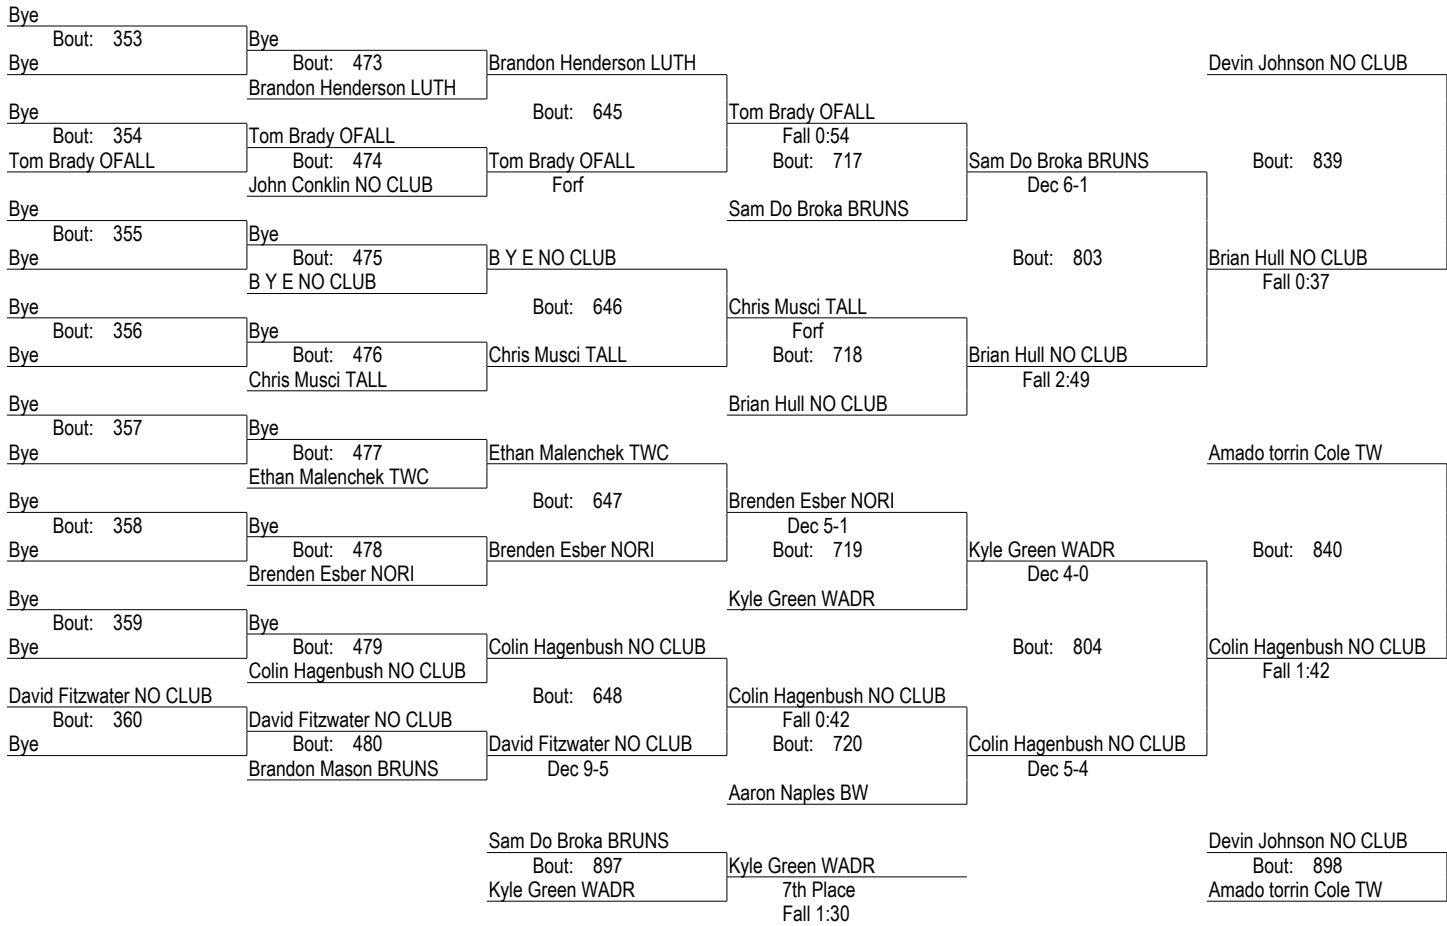 Bye
Bout: 353 Bye
Bye Bout: 473 Brandon Henderson LUTH Devin Johnson NO CLUB
Brandon Henderson LUTH
Bye Bout: 645 Tom Brady OFALL
Bout: 354 Tom Brady OFALL Fall 0:54
Tom Brady OFALL Bout: 474 Tom Brady OFALL Bout: 717 Sam Do Broka BRUNS Bout: 839
John Conklin NO CLUB Forf Dec 6-1
Bye Sam Do Broka BRUNS
Bout: 355 Bye
Bye Bout: 475 B Y E NO CLUB Bout: 803 Brian Hull NO CLUB
B Y E NO CLUB Fall 0:37
Bye Bout: 646 Chris Musci TALL
Bout: 356 Bye Forf
Bye Bout: 476 Chris Musci TALL Bout: 718 Brian Hull NO CLUB
Chris Musci TALL Fall 2:49
Bye Brian Hull NO CLUB
Bout: 357 Bye
Bye Bout: 477 Ethan Malenchek TWC Amado torrin Cole TW
Ethan Malenchek TWC
Bye Bout: 647 Brenden Esber NORI
Bout: 358 Bye Dec 5-1
Bye Bout: 478 Brenden Esber NORI Bout: 719 Kyle Green WADR Bout: 840
Brenden Esber NORI Dec 4-0
Bye Kyle Green WADR
Bout: 359 Bye
Bye Bout: 479 Colin Hagenbush NO CLUB Bout: 804 Colin Hagenbush NO CLUB
Colin Hagenbush NO CLUB Fall 1:42
David Fitzwater NO CLUB Bout: 648 Colin Hagenbush NO CLUB
Bout: 360 David Fitzwater NO CLUB Fall 0:42
Bye Bout: 480 David Fitzwater NO CLUB Bout: 720 Colin Hagenbush NO CLUB
Brandon Mason BRUNS Dec 9-5 Dec 5-4
Aaron Naples BW
Sam Do Broka BRUNS Devin Johnson NO CLUB
Bout: 897 Kyle Green WADR Bout: 898
Kyle Green WADR 7th Place Amado torrin Cole TW
Fall 1:30